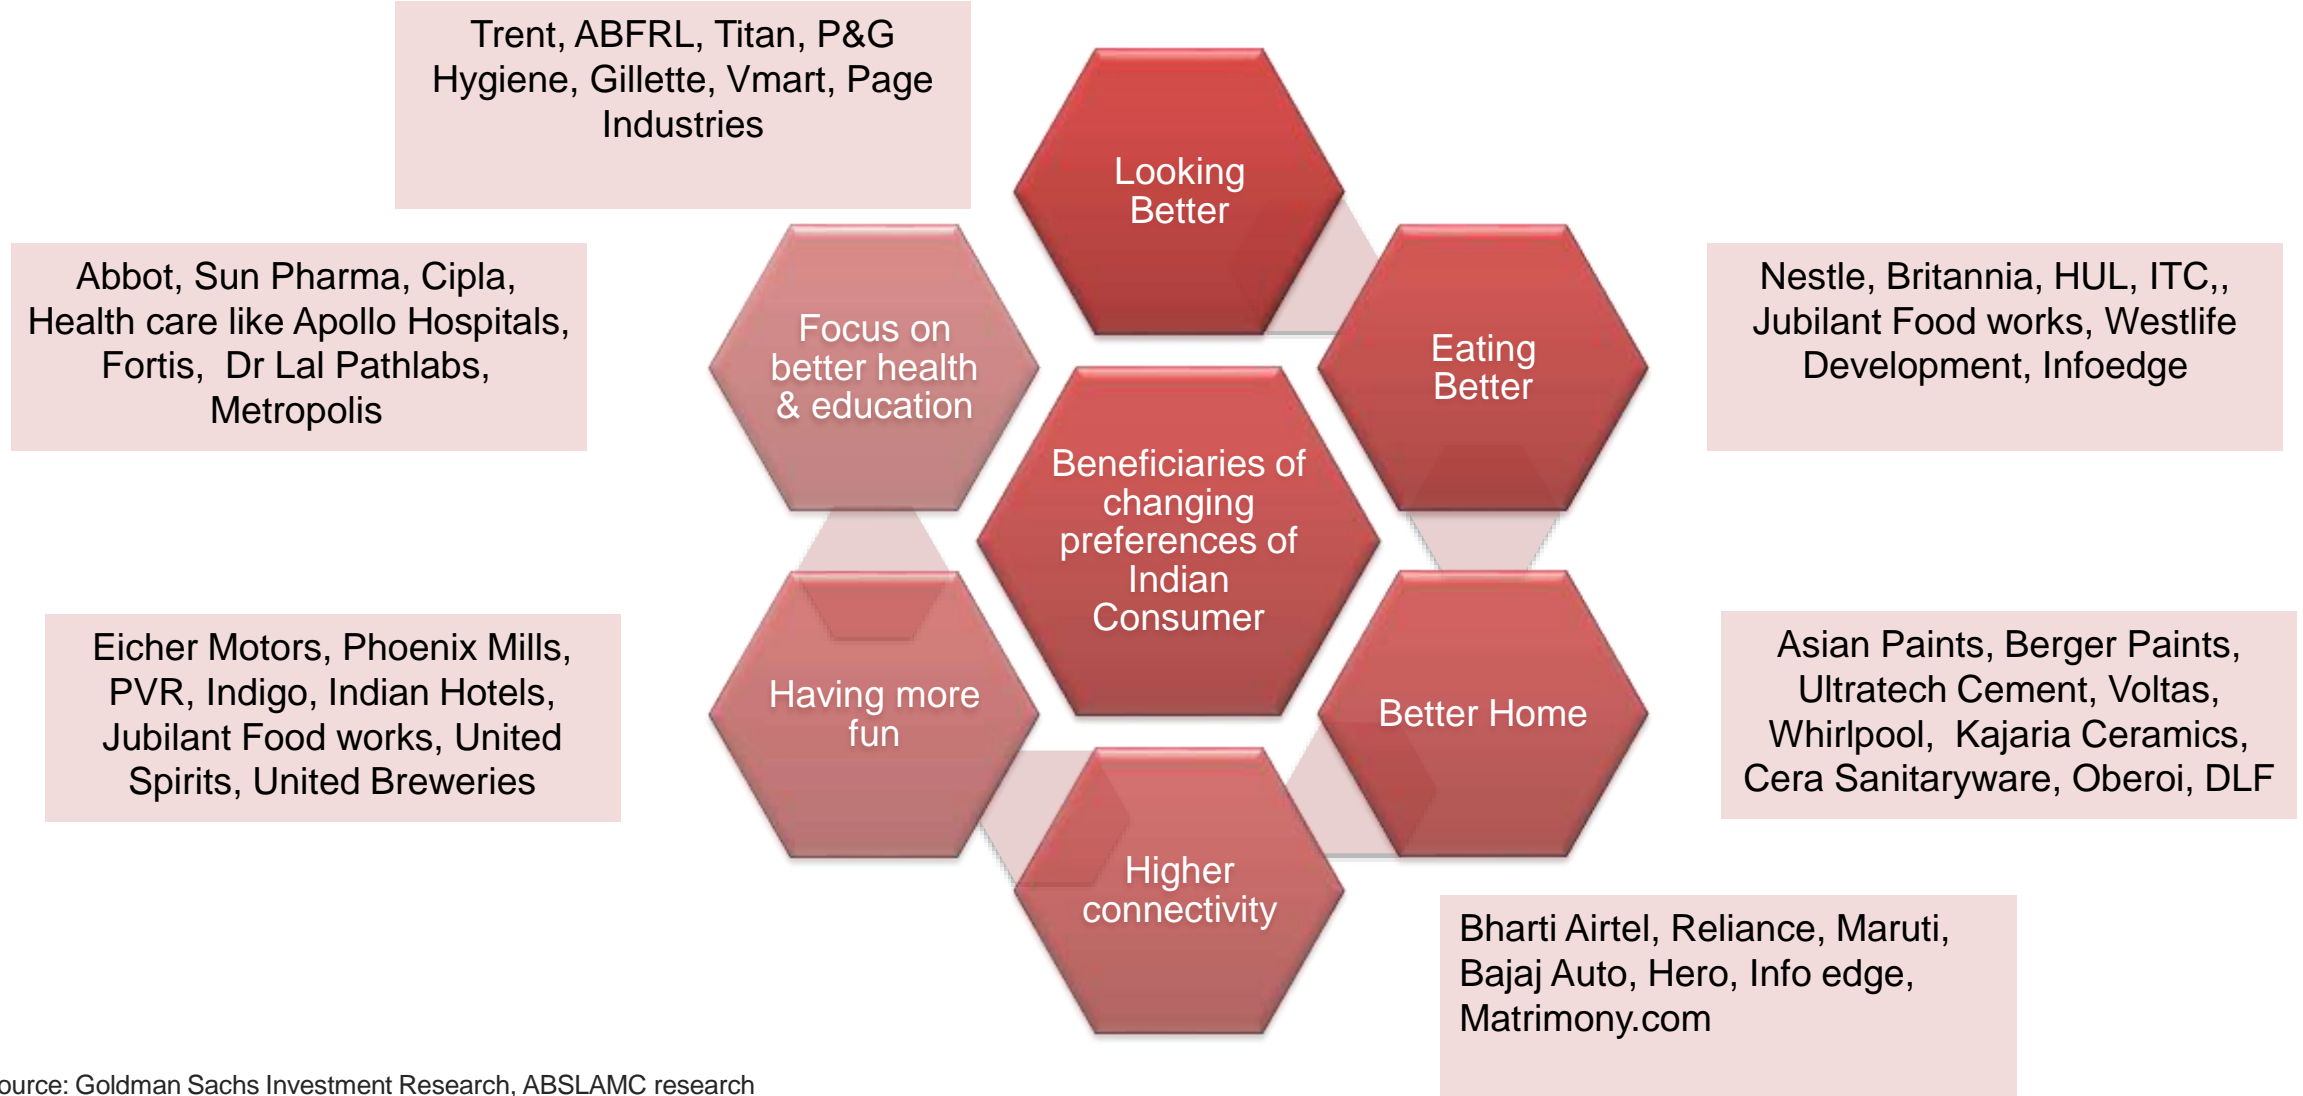 Trent, ABFRL, Titan, P&G
Hygiene, Gillette, Vmart, Page
Industries
Looking
Better
Abbot, Sun Pharma, Cipla,
Health care like Apollo Hospitals,
Fortis, Dr Lal Pathlabs,
Metropolis
Focus on
better health
& education
Eating
Better
Nestle, Britannia, HUL, ITC,,
Jubilant Food works, Westlife
Development, Infoedge
Beneficiaries of
changing
preferences of
Indian
Consumer
Eicher Motors, Phoenix Mills,
PVR, Indigo, Indian Hotels,
Jubilant Food works, United
Spirits, United Breweries
Having more
fun
Better Home
Asian Paints, Berger Paints,
Ultratech Cement, Voltas,
Whirlpool, Kajaria Ceramics,
Cera Sanitaryware, Oberoi, DLF
Higher
connectivity
Bharti Airtel, Reliance, Maruti,
Bajaj Auto, Hero, Info edge,
Matrimony.com
ource: Goldman Sachs Investment Research, ABSLAMC research